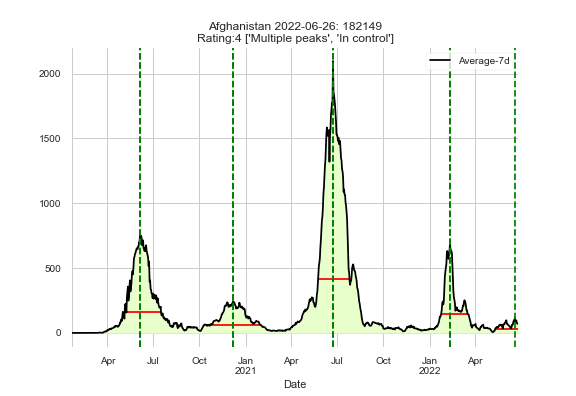 Afghanistan 2022-06-26: 182149
Rating:4 ['Multiple peaks', 'In control']
Average-7d
2000
1500
1000
500
0
Apr
Jul
Oct
Jan
2021
Apr
Jul
Oct
Jan
2022
Apr
Date